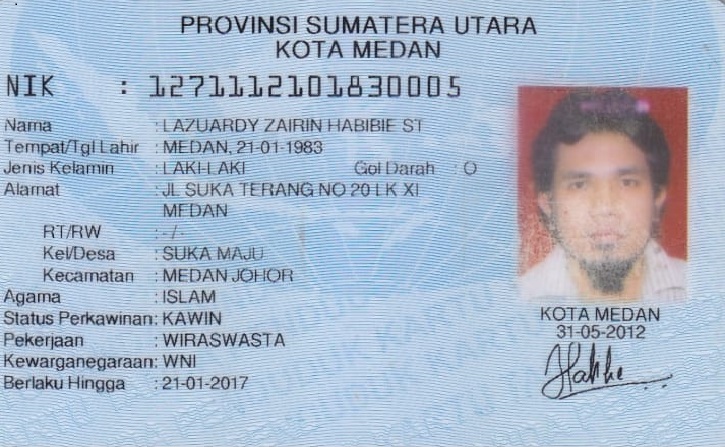 PROVINSI SUMATERA UTARA
KOTA MEDAN
NIK : 1271112101830005
Nama : LAZUARDY ZAIRIN HABIBIE ST
Tempat/Tgl Lahir : MEDAN, 21-01-1983
Jenis Kelamin : LAKI-LAKI Gol Darah : O
Alamat : JL SUKA TERANG NO 20 LK XI
MEDAN
RT/RW : -/-
Kel/Desa : SUKA MAJU
Kecamatan : MEDAN JOHOR
Agama : ISLAM
Status Perkawinan: KAWIN
Pekerjaan : WIRASWASTA
Kewarganegaraan: WNI
Berlaku Hingga : 21-01-2017
KOTA MEDAN
31-05-2012